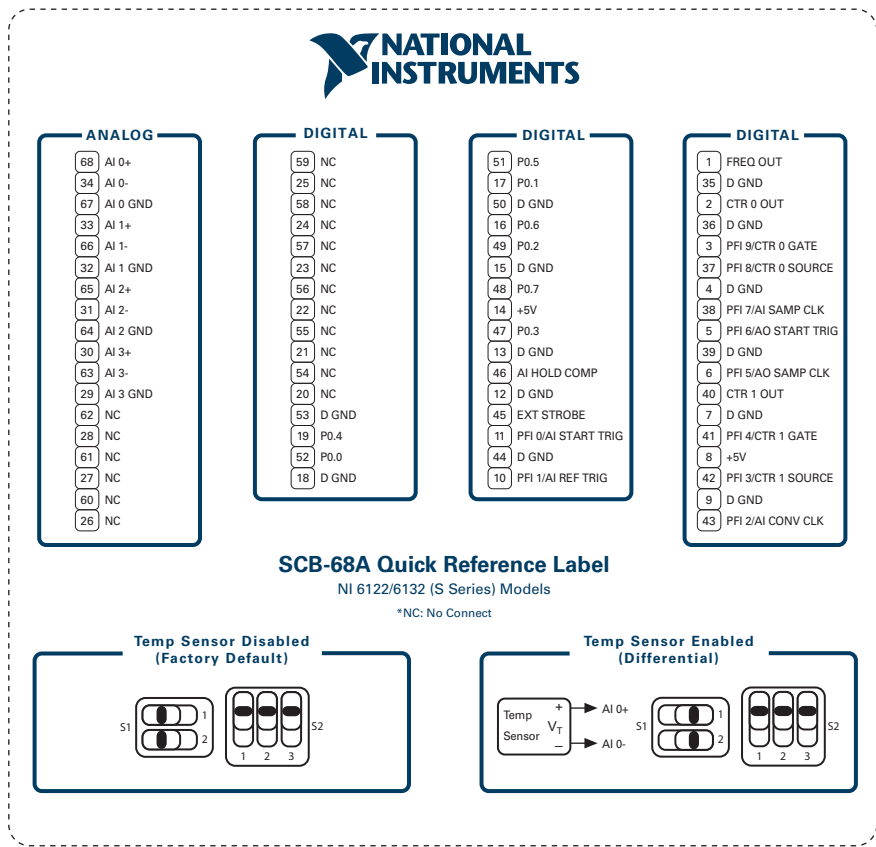 NATIONAL
INSTRUMENTS
ANALOG
68 AI 0+
34 AI 0-
67 AI 0 GND
33 AI 1+
66 AI 1-
32 AI 1 GND
65 AI 2+
31 AI 2-
64 AI 2 GND
30 AI 3+
63 AI 3-
29 AI 3 GND
62 NC
28 NC
61 NC
27 NC
60 NC
26 NC
DIGITAL
59 NC
25 NC
58 NC
24 NC
57 NC
23 NC
56 NC
22 NC
55 NC
21 NC
54 NC
20 NC
53 D GND
19 P0.4
52 P0.0
18 D GND
DIGITAL
51 P0.5
17 P0.1
50 D GND
16 P0.6
49 P0.2
15 D GND
48 P0.7
14 +5V
47 P0.3
13 D GND
46 AI HOLD COMP
12 D GND
45 EXT STROBE
11 PFI 0/AI START TRIG
44 D GND
10 PFI 1/AI REF TRIG
DIGITAL
1 FREQ OUT
35 D GND
2 CTR 0 OUT
36 D GND
3 PFI 9/CTR 0 GATE
37 PFI 8/CTR 0 SOURCE
4 D GND
38 PFI 7/AI SAMP CLK
5 PFI 6/AO START TRIG
39 D GND
6 PFI 5/AO SAMP CLK
40 CTR 1 OUT
7 D GND
41 PFI 4/CTR 1 GATE
8 +5V
42 PFI 3/CTR 1 SOURCE
9 D GND
43 PFI 2/AI CONV CLK
SCB-68A Quick Reference Label
NI 6122/6132 (S Series) Models
*NC: No Connect
Temp Sensor Disabled
(Factory Default)
S1
1
2
S2
1 2 3
Temp Sensor Enabled
(Differential)
Temp
Sensor
+
VT
–
AI 0+
AI 0-
S1
1
2
S2
1 2 3